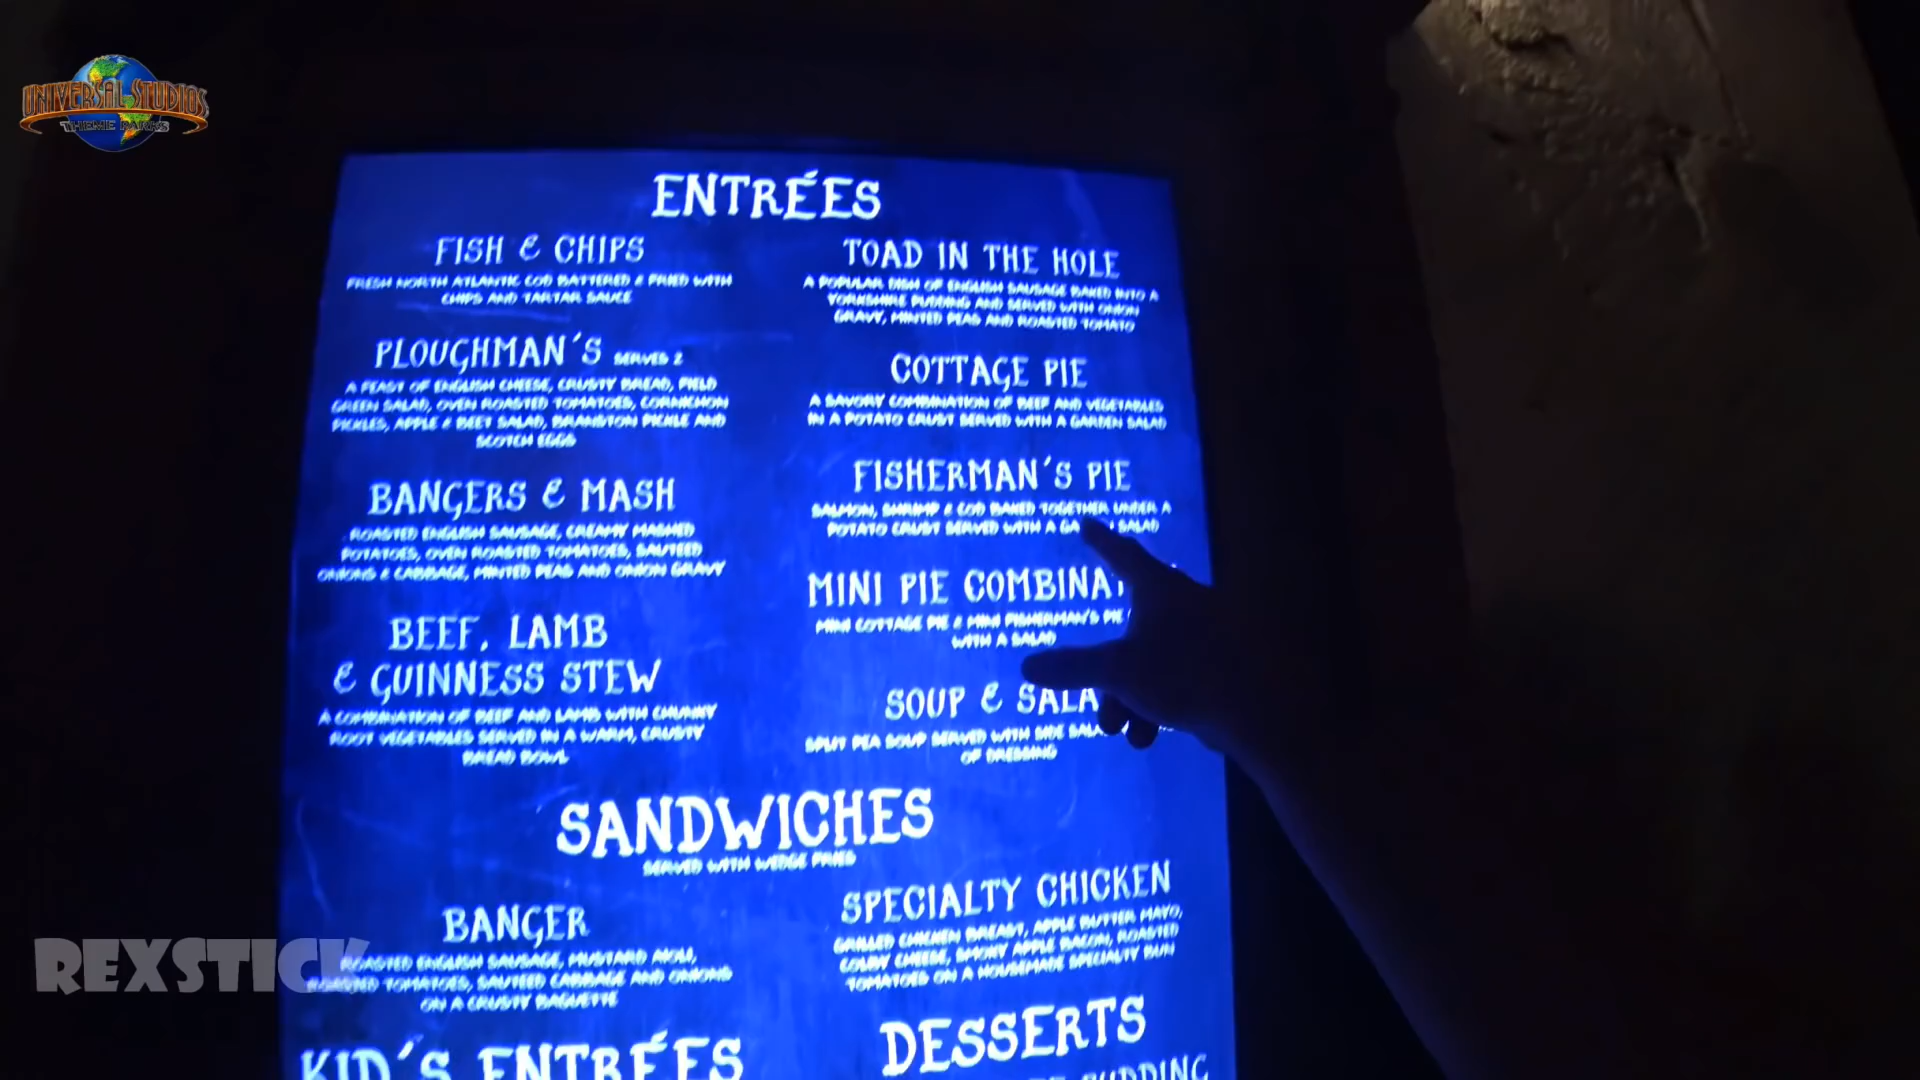 UNIVERSAL STUDIOS
THEME PARKS
ENTRÉES
FISH & CHIPS
FRESH NORTH ATLANTIC COD BATTERED & FRIED WITH
CHIPS AND TARTAR SAUCE
PLOUGHMAN'S SERVES 2
A FEAST OF ENGLISH CHEESE, CRUSTY BREAD, FIELD
GREEN SALAD, OVEN ROASTED TOMATOES, CORNICHON
PICKLES, APPLE & BEET SALAD, BRANSTON PICKLE AND
SCOTCH EGGS
BANGERS & MASH
ROASTED ENGLISH SAUSAGE, CREAMY MASHED
POTATOES, OVEN ROASTED TOMATOES, SAUTEED
ONIONS & CABBAGE, MINTED PEAS AND ONION GRAVY
BEEF, LAMB
& GUINNESS STEW
A COMBINATION OF BEEF AND LAMB WITH CHUNKY
ROOT VEGETABLES SERVED IN A WARM, CRUSTY
BREAD BOWL
TOAD IN THE HOLE
A POPULAR DISH OF ENGLISH SAUSAGE BAKED INTO A
YORKSHIRE PUDDING AND SERVED WITH ONION
GRAVY, MINTED PEAS AND ROASTED TOMATO
COTTAGE PIE
A SAVORY COMBINATION OF BEEF AND VEGETABLES
IN A POTATO CRUST SERVED WITH A GARDEN SALAD
FISHERMAN'S PIE
SALMON, SHRIMP & COD BAKED TOGETHER UNDER A
POTATO CRUST SERVED WITH A GA N SALAD
MINI PIE COMBINAT
MINI COTTAGE PIE & MINI FISHERMAN'S PIE
WITH A SALAD
SOUP & SALA
SPLIT PEA SOUP SERVED WITH SIDE SALA
OF DRESSING
SANDWICHES
SERVED WITH WEDGE FRIES
BANGER
ROASTED ENGLISH SAUSAGE, MUSTARD AIOLI,
ROASTED TOMATOES, SAUTEED CABBAGE AND ONIONS
ON A CRUSTY BAGUETTE
SPECIALTY CHICKEN
GRILLED CHICKEN BREAST, APPLE BUTTER MAYO,
COLBY CHEESE, SMOKY APPLE BACON, ROASTED
TOMATOES ON A HOUSEMADE SPECIALTY BUN
KID'S ENTRÉES
DESSERTS
PUDDING
REXSTICK